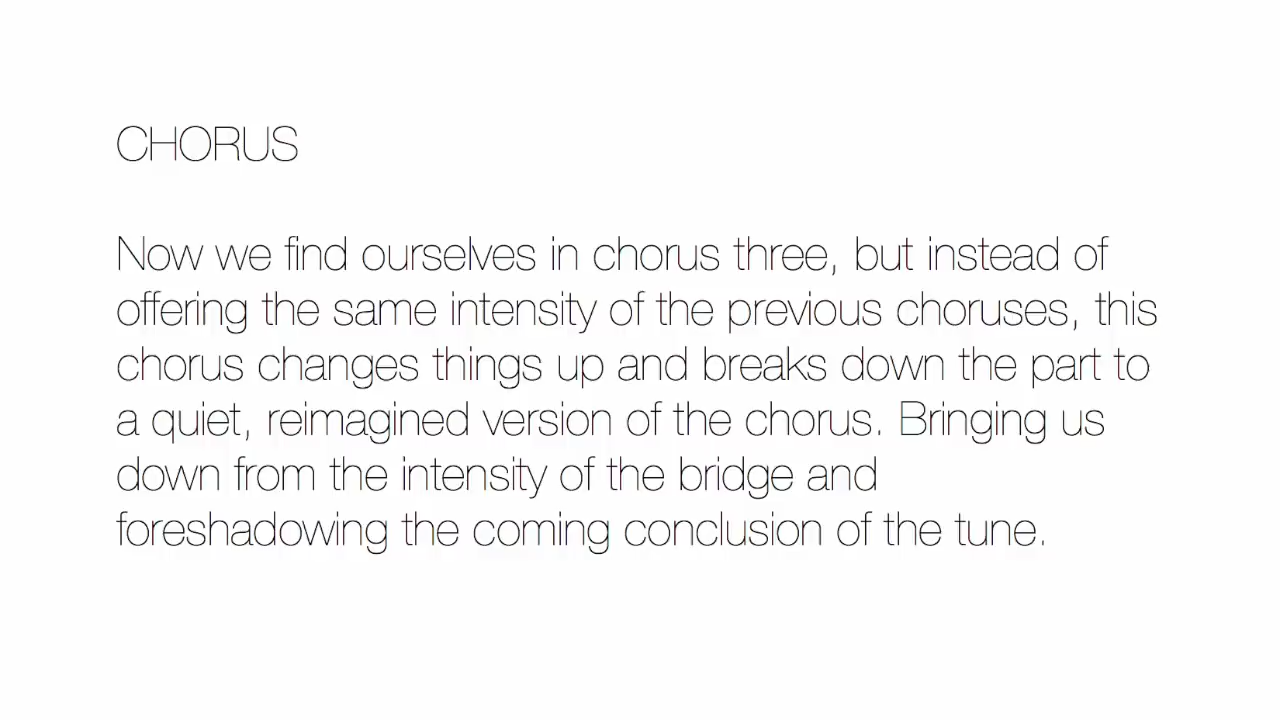 CHORUS
Now we find ourselves in chorus three, but instead of
offering the same intensity of the previous choruses, this
chorus changes things up and breaks down the part to
a quiet, reimagined version of the chorus. Bringing us
down from the intensity of the bridge and
foreshadowing the coming conclusion of the tune.